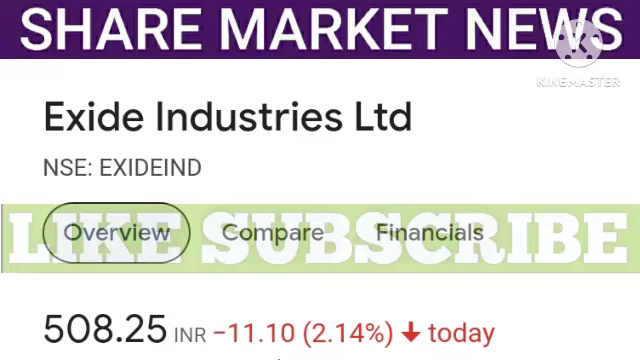 SHARE MARKET NEWS
KINEMASTER
Exide Industries Ltd
NSE: EXIDEIND
LIKE SUBSCRIBE
Overview Compare Financials
508.25 INR −11.10 (2.14%) ↓ today